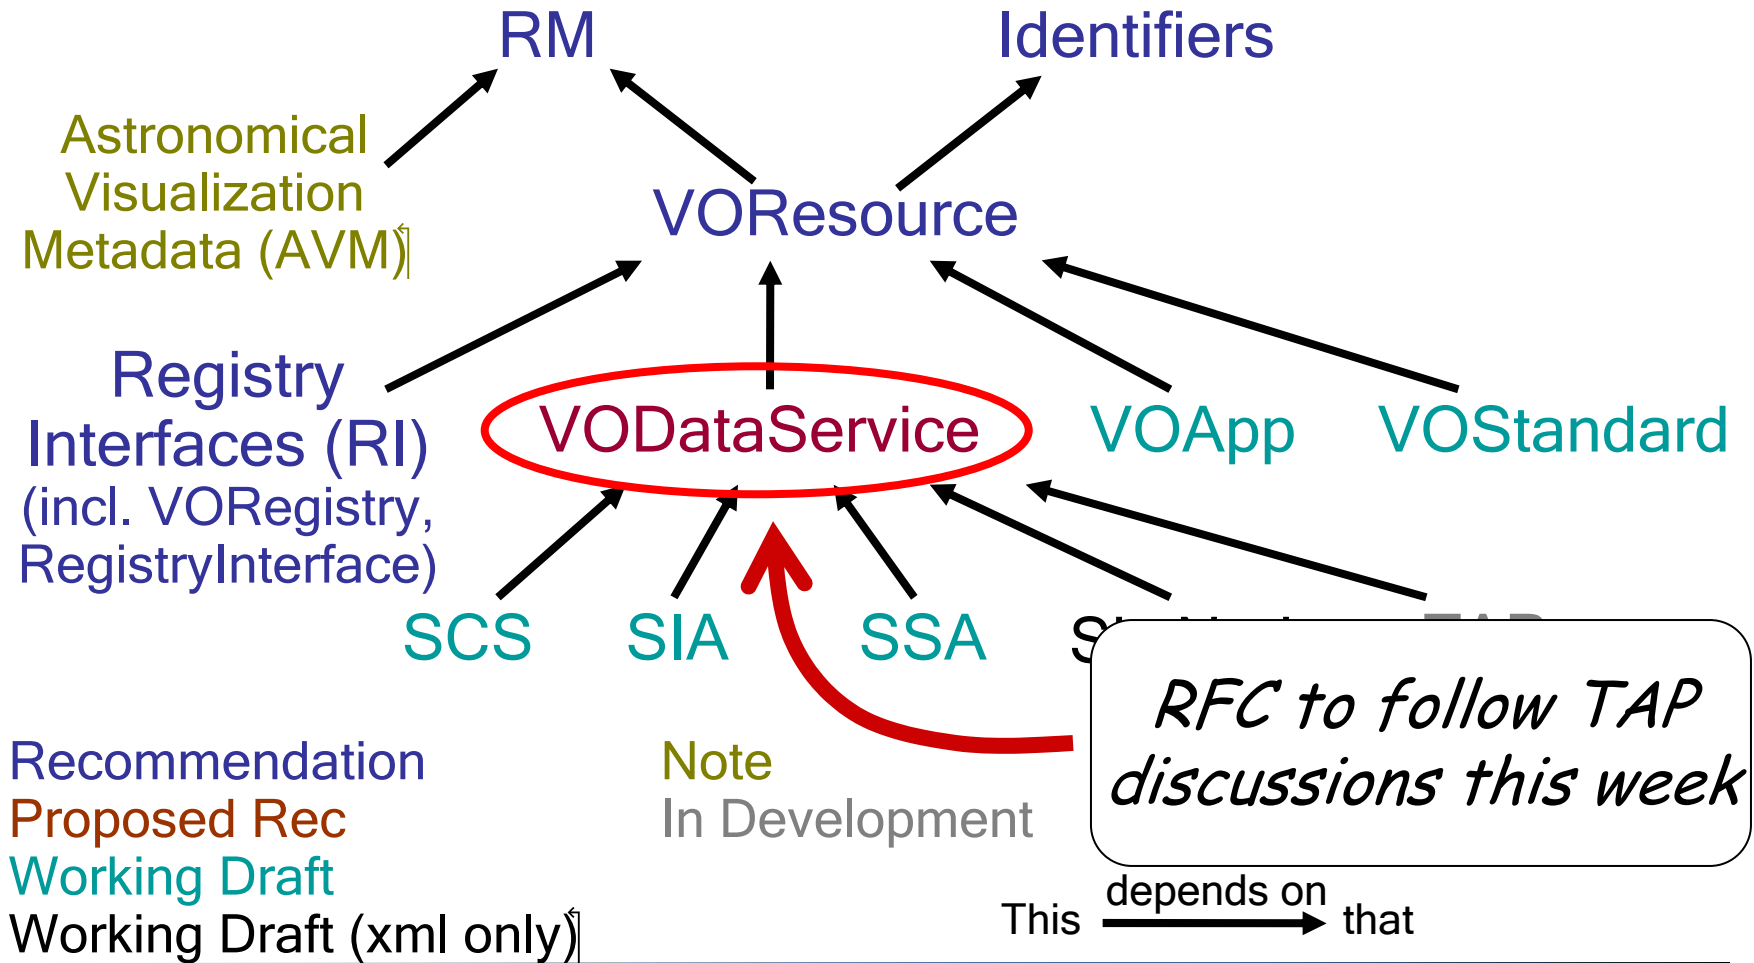 RM
Identifiers
Astronomical
Visualization
Metadata (AVM)
VOResource
Registry
Interfaces (RI)
(incl. VORegistry,
RegistryInterface)
VODataService
VOApp
VOStandard
SCS
SIA
SSA
RFC to follow TAP
discussions this week
Recommendation
Proposed Rec
Working Draft
Working Draft (xml only)
Note
In Development
This depends on that